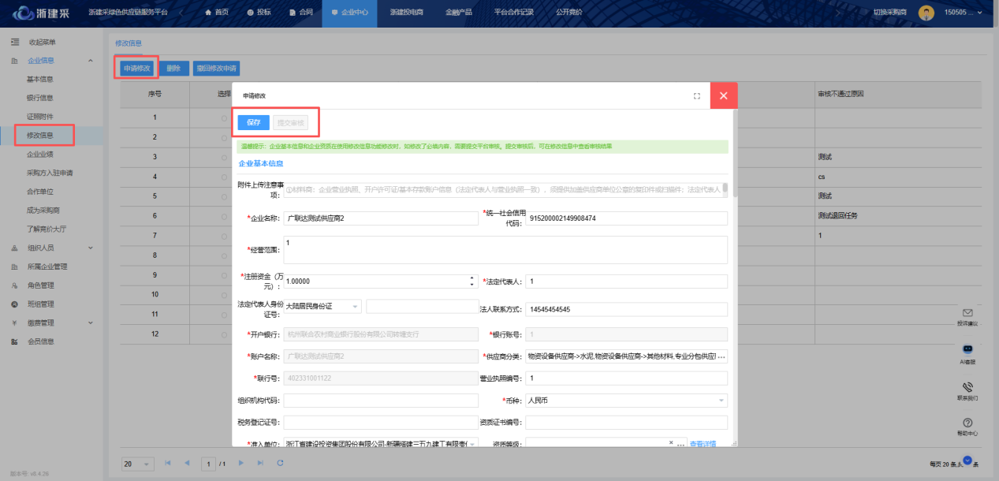 浙建采 浙建采绿色供应链服务平台 首页 投标 合同 企业中心 浙建投电商 金融产品 平台合作记录 公开竞价 切换采购商 150505 ...
收起菜单
企业信息
基本信息
银行信息
证照附件
修改信息
企业业绩
采购方入驻申请
合作单位
成为采购商
了解竞价大厅
组织人员
所属企业管理
角色管理
班组管理
缴费管理
会员信息
版本号: v8.4.26
修改信息
申请修改 删除 撤回修改申请
序号 选择 审核不通过原因
1
2
3 测试
4 cs
5 测试
6 测试退回任务
7 1
8
9
10
11
12
申请修改
保存 提交审核
温馨提示：企业基本信息和企业资质在使用修改信息功能修改时，如修改了必填内容，需要提交平台审核。提交审核后，可在修改信息中查看审核结果
企业基本信息
附件上传注意事项: ①材料商：企业营业执照、开户许可证/基本存款账户信息（法定代表人与营业执照一致），须提供加盖供应商单位公章的复印件或扫描件；法定代表人
*企业名称: 广联达测试供应商2 *统一社会信用代码: 915200002149908474
*经营范围: 1
*注册资金（万元）: 1.00000 *法定代表人: 1
法定代表人身份证号: 大陆居民身份证 法人联系方式: 14545454545
*开户银行: 杭州联合农村商业银行股份有限公司转塘支行 *银行账号: 1
*账户名称: 广联达测试供应商2 *供应商分类: 物资设备供应商->水泥,物资设备供应商->其他材料,专业分包供应 ...
*联行号: 402331001122 营业执照编号: 1
组织机构代码: *币种: 人民币
税务登记证号: 资质证书编号:
*准入单位: 浙江省建设投资集团股份有限公司-新疆塔建三五九建工有限责 资质等级: × ... 查看详情
投诉建议
AI客服
联系我们
帮助中心
20 1 / 1 每页 20 条,共 条